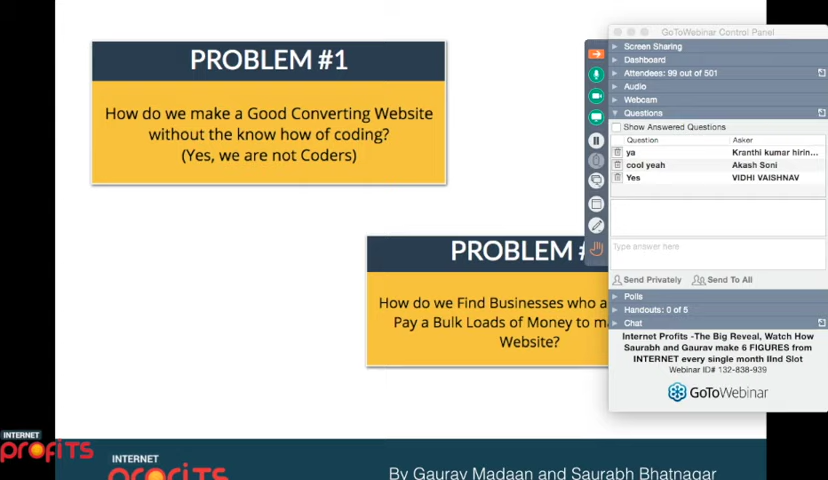 PROBLEM #1
How do we make a Good Converting Website
without the know how of coding?
(Yes, we are not Coders)
PROBLEM #
How do we Find Businesses who a
Pay a Bulk Loads of Money to m
Website?
INTERNET
PROFITS
INTERNET
PROFITS
By Gaurav Madaan and Saurabh Bhatnagar
GoToWebinar Control Panel
Screen Sharing
Dashboard
Attendees: 99 out of 501
Audio
Webcam
Questions
Show Answered Questions
Question Asker
ya Kranthi kumar hirin...
cool yeah Akash Soni
Yes VIDHI VAISHNAV
Type answer here
Send Privately Send To All
Polls
Handouts: 0 of 5
Chat
Internet Profits -The Big Reveal, Watch How
Saurabh and Gaurav make 6 FIGURES from
INTERNET every single month IInd Slot
Webinar ID# 132-838-939
GoToWebinar